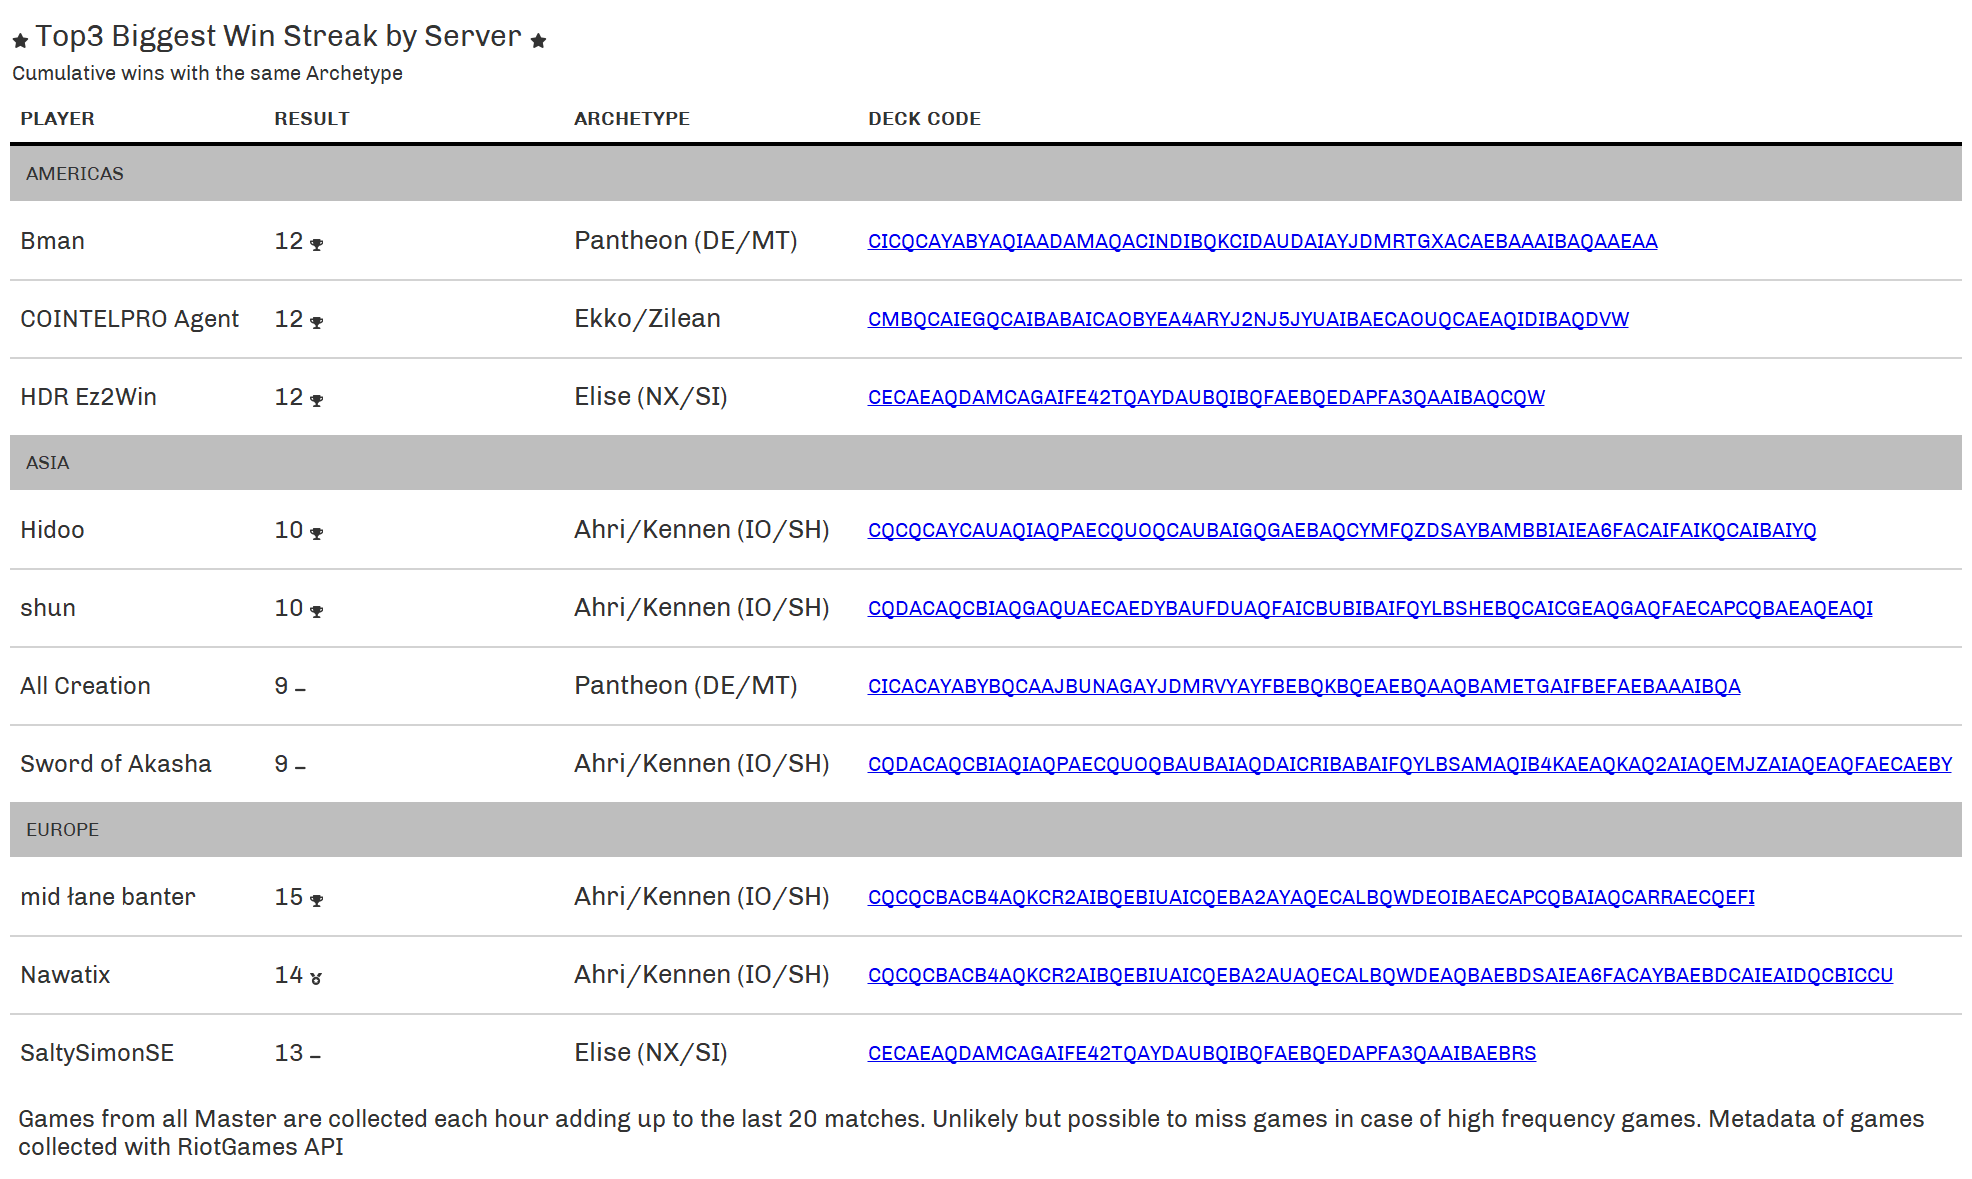 ★ Top3 Biggest Win Streak by Server ★
Cumulative wins with the same Archetype
PLAYER RESULT ARCHETYPE DECK CODE
AMERICAS
Bman 12 Pantheon (DE/MT) CICQCAYABYAQIAADAMAQACINDIBQKCIDAUDAIAYJDMRTGXACAEBAAAIBAQAAEAA
COINTELPRO Agent 12 Ekko/Zilean CMBQCAIEGQCAIBABAICAOBYEA4ARYJ2NJ5JYUAIBAECAOUQCAEAQIDIBAQDVW
HDR Ez2Win 12 Elise (NX/SI) CECAEAQDAMCAGAIFE42TQAYDAUBQIBQFAEBQEDAPFA3QAAIBAQCQW
ASIA
Hidoo 10 Ahri/Kennen (IO/SH) CQCQCAYCAUAQIAQPAECQUOQCAUBAIGQGAEBAQCYMFQZDSAYBAMBBIAIEA6FACAIFAIKQCAIBAIYQ
shun 10 Ahri/Kennen (IO/SH) CQDACAQCBIAQGAQUAECAEDYBAUFDUAQFAICBUBIBAIFQYLBSHEBQCAICGEAQGAQFAECAPCQBAEAQEAQI
All Creation 9 – Pantheon (DE/MT) CICACAYABYBQCAAJBUNAGAYJDMRVYAYFBEBQKBQEAEBQAAQBAMETGAIFBEFAEBAAAIBQA
Sword of Akasha 9 – Ahri/Kennen (IO/SH) CQDACAQCBIAQIAQPAECQUOQBAUBAIAQDAICRIBABAIFQYLBSAMAQIB4KAEAQKAQ2AIAQEMJZAIAQEAQFAECAEBY
EUROPE
mid łane banter 15 Ahri/Kennen (IO/SH) CQCQCBACB4AQKCR2AIBQEBIUAICQEBA2AYAQECALBQWDEOIBAECAPCQBAIAQCARRAECQEFI
Nawatix 14 Ahri/Kennen (IO/SH) CQCQCBACB4AQKCR2AIBQEBIUAICQEBA2AUAQECALBQWDEAQBAEBDSAIEA6FACAYBAEBDCAIEAIDQCBICCU
SaltySimonSE 13 – Elise (NX/SI) CECAEAQDAMCAGAIFE42TQAYDAUBQIBQFAEBQEDAPFA3QAAIBAEBRS
Games from all Master are collected each hour adding up to the last 20 matches. Unlikely but possible to miss games in case of high frequency games. Metadata of games
collected with RiotGames API